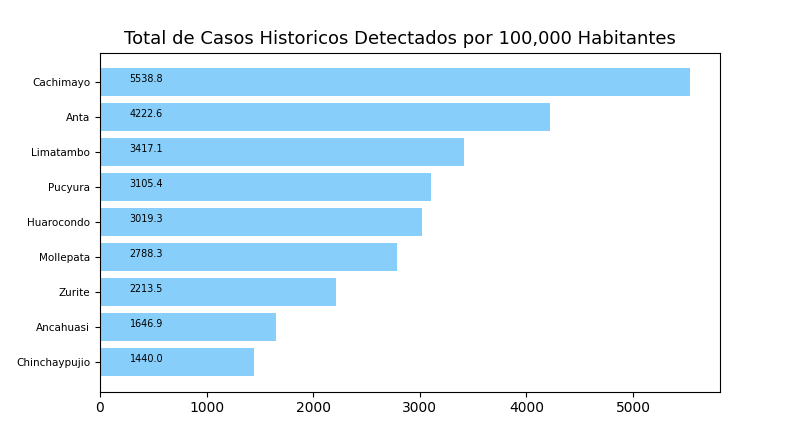 Total de Casos Historicos Detectados por 100,000 Habitantes
Cachimayo 5538.8
Anta 4222.6
Limatambo 3417.1
Pucyura 3105.4
Huarocondo 3019.3
Mollepata 2788.3
Zurite 2213.5
Ancahuasi 1646.9
Chinchaypujio 1440.0
0 1000 2000 3000 4000 5000